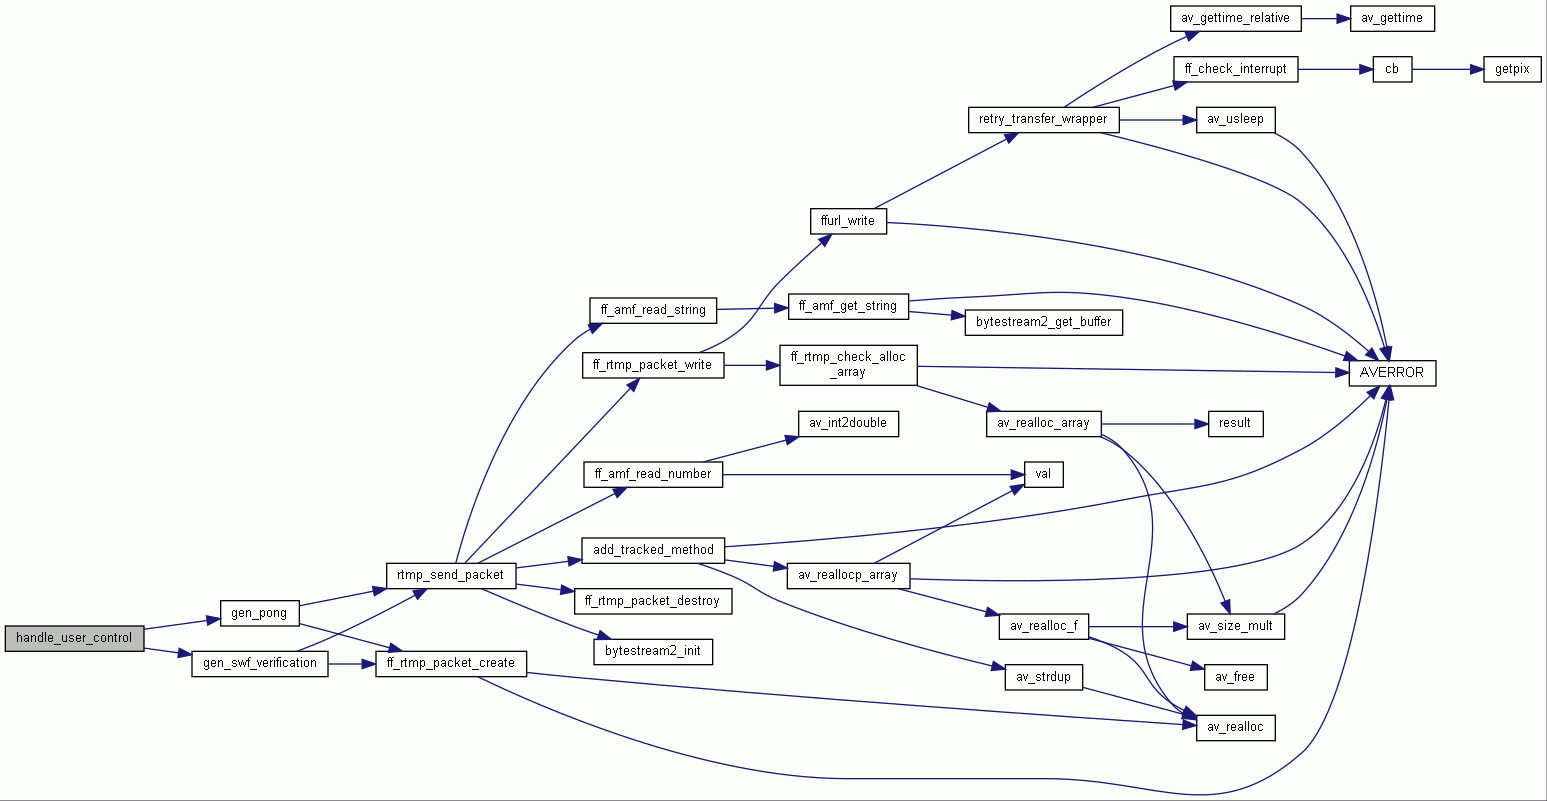 av_gettime_relative
av_gettime
ff_check_interrupt
cb
getpix
retry_transfer_wrapper
av_usleep
ffurl_write
ff_amf_read_string
ff_amf_get_string
bytestream2_get_buffer
ff_rtmp_packet_write
ff_rtmp_check_alloc
_array
AVERROR
av_int2double
av_realloc_array
result
ff_amf_read_number
val
add_tracked_method
rtmp_send_packet
av_reallocp_array
ff_rtmp_packet_destroy
gen_pong
av_realloc_f
av_size_mult
handle_user_control
bytestream2_init
gen_swf_verification
ff_rtmp_packet_create
av_strdup
av_free
av_realloc